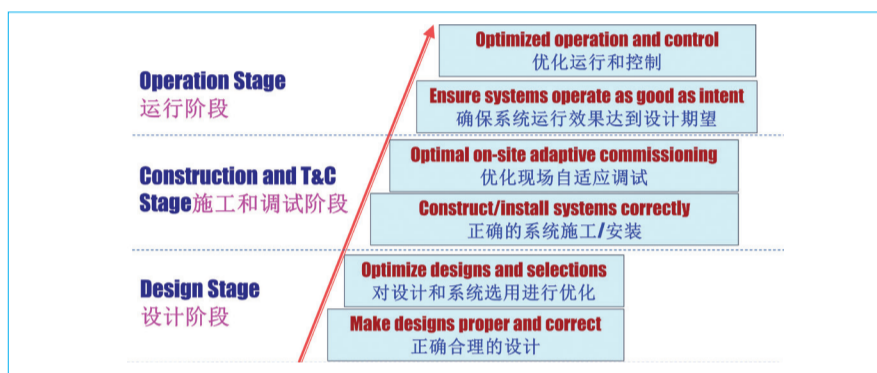 Optimized operation and control
优化运行和控制
Operation Stage
运行阶段
Ensure systems operate as good as intent
确保系统运行效果达到设计期望
Optimal on-site adaptive commissioning
优化现场自适应调试
Construction and T&C
Stage施工和调试阶段
Construct/install systems correctly
正确的系统施工/安装
Optimize designs and selections
对设计和系统选用进行优化
Design Stage
设计阶段
Make designs proper and correct
正确合理的设计